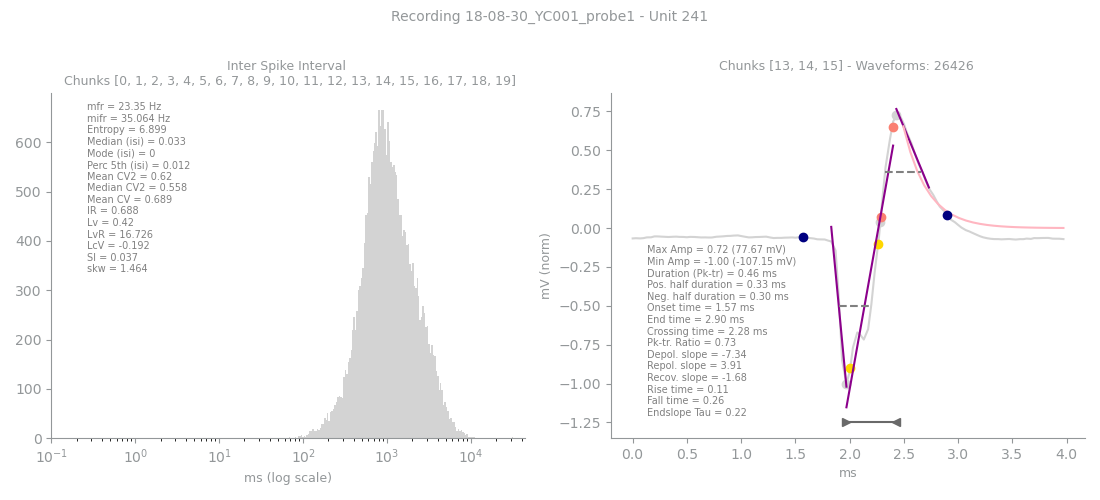 Recording 18-08-30_YC001_probe1 - Unit 241
Inter Spike Interval
Chunks [0, 1, 2, 3, 4, 5, 6, 7, 8, 9, 10, 11, 12, 13, 14, 15, 16, 17, 18, 19]
mfr = 23.35 Hz
mifr = 35.064 Hz
Entropy = 6.899
Median (isi) = 0.033
Mode (isi) = 0
Perc 5th (isi) = 0.012
Mean CV2 = 0.62
Median CV2 = 0.558
Mean CV = 0.689
IR = 0.688
Lv = 0.42
LvR = 16.726
LcV = -0.192
SI = 0.037
skw = 1.464
600
500
400
300
200
100
0
10⁻¹ 10⁰ 10¹ 10² 10³ 10⁴
ms (log scale)
Chunks [13, 14, 15] - Waveforms: 26426
0.75
0.50
0.25
0.00
−0.25
−0.50
−0.75
−1.00
−1.25
mV (norm)
Max Amp = 0.72 (77.67 mV)
Min Amp = -1.00 (-107.15 mV)
Duration (Pk-tr) = 0.46 ms
Pos. half duration = 0.33 ms
Neg. half duration = 0.30 ms
Onset time = 1.57 ms
End time = 2.90 ms
Crossing time = 2.28 ms
Pk-tr. Ratio = 0.73
Depol. slope = -7.34
Repol. slope = 3.91
Recov. slope = -1.68
Rise time = 0.11
Fall time = 0.26
Endslope Tau = 0.22
0.0 0.5 1.0 1.5 2.0 2.5 3.0 3.5 4.0
ms